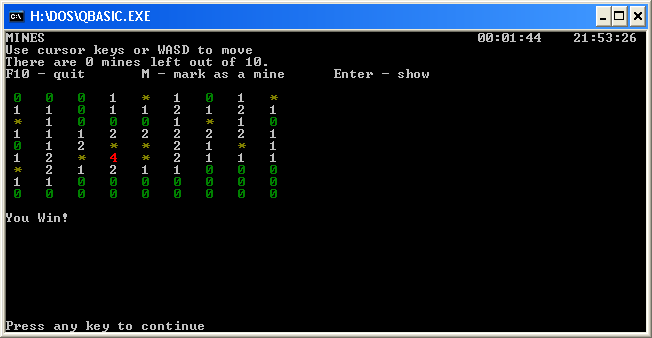 H:\DOS\QBASIC.EXE
MINES 00:01:44 21:53:26
Use cursor keys or WASD to move
There are 0 mines left out of 10.
F10 - quit M - mark as a mine Enter - show
0 0 0 1 * 1 0 1 *
1 1 0 1 1 2 1 2 1
* 1 0 0 0 1 * 1 0
1 1 1 2 2 2 2 2 1
0 1 2 * * 2 1 * 1
1 2 * 4 * 2 1 1 1
* 2 1 2 1 1 0 0 0
1 1 0 0 0 0 0 0 0
0 0 0 0 0 0 0 0 0
You Win!
Press any key to continue